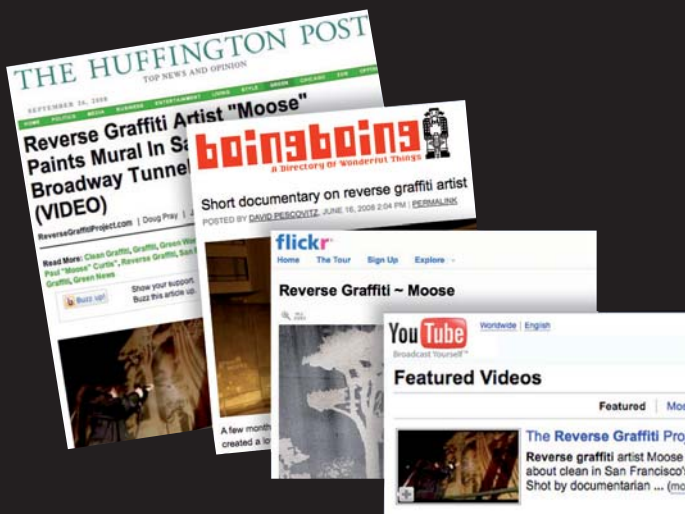 THE HUFFINGTON POST
TOP NEWS AND OPINION
SEPTEMBER 26, 2008
HOME POLITICS MEDIA BUSINESS ENTERTAINMENT LIVING STYLE GREEN CHICAGO
Reverse Graffiti Artist "Moose"
Paints Mural In Sa
Broadway Tunnel
(VIDEO)
ReverseGraffitiProject.com | Doug Pray | J
Read More: Clean Graffiti, Graffiti, Green
Paul "Moose" Curtis", Reverse Graffiti, San
Graffiti, Green News
Buzz up!
Show your support.
Buzz this article up.
boingboing
A Directory Of Wonderful Things
Short documentary on reverse graffiti artist
POSTED BY DAVID PESCOVITZ, JUNE 16, 2008 2:04 PM | PERMALINK
A few month
created a lo
flickr
Home The Tour Sign Up Explore
Reverse Graffiti ~ Moose
ALL SIZES
You Tube
Broadcast Yourself™
Worldwide | English
Featured Videos
Featured | Mo
The Reverse Graffiti Proj
Reverse graffiti artist Moose
about clean in San Francisco's
Shot by documentarian ... (mo